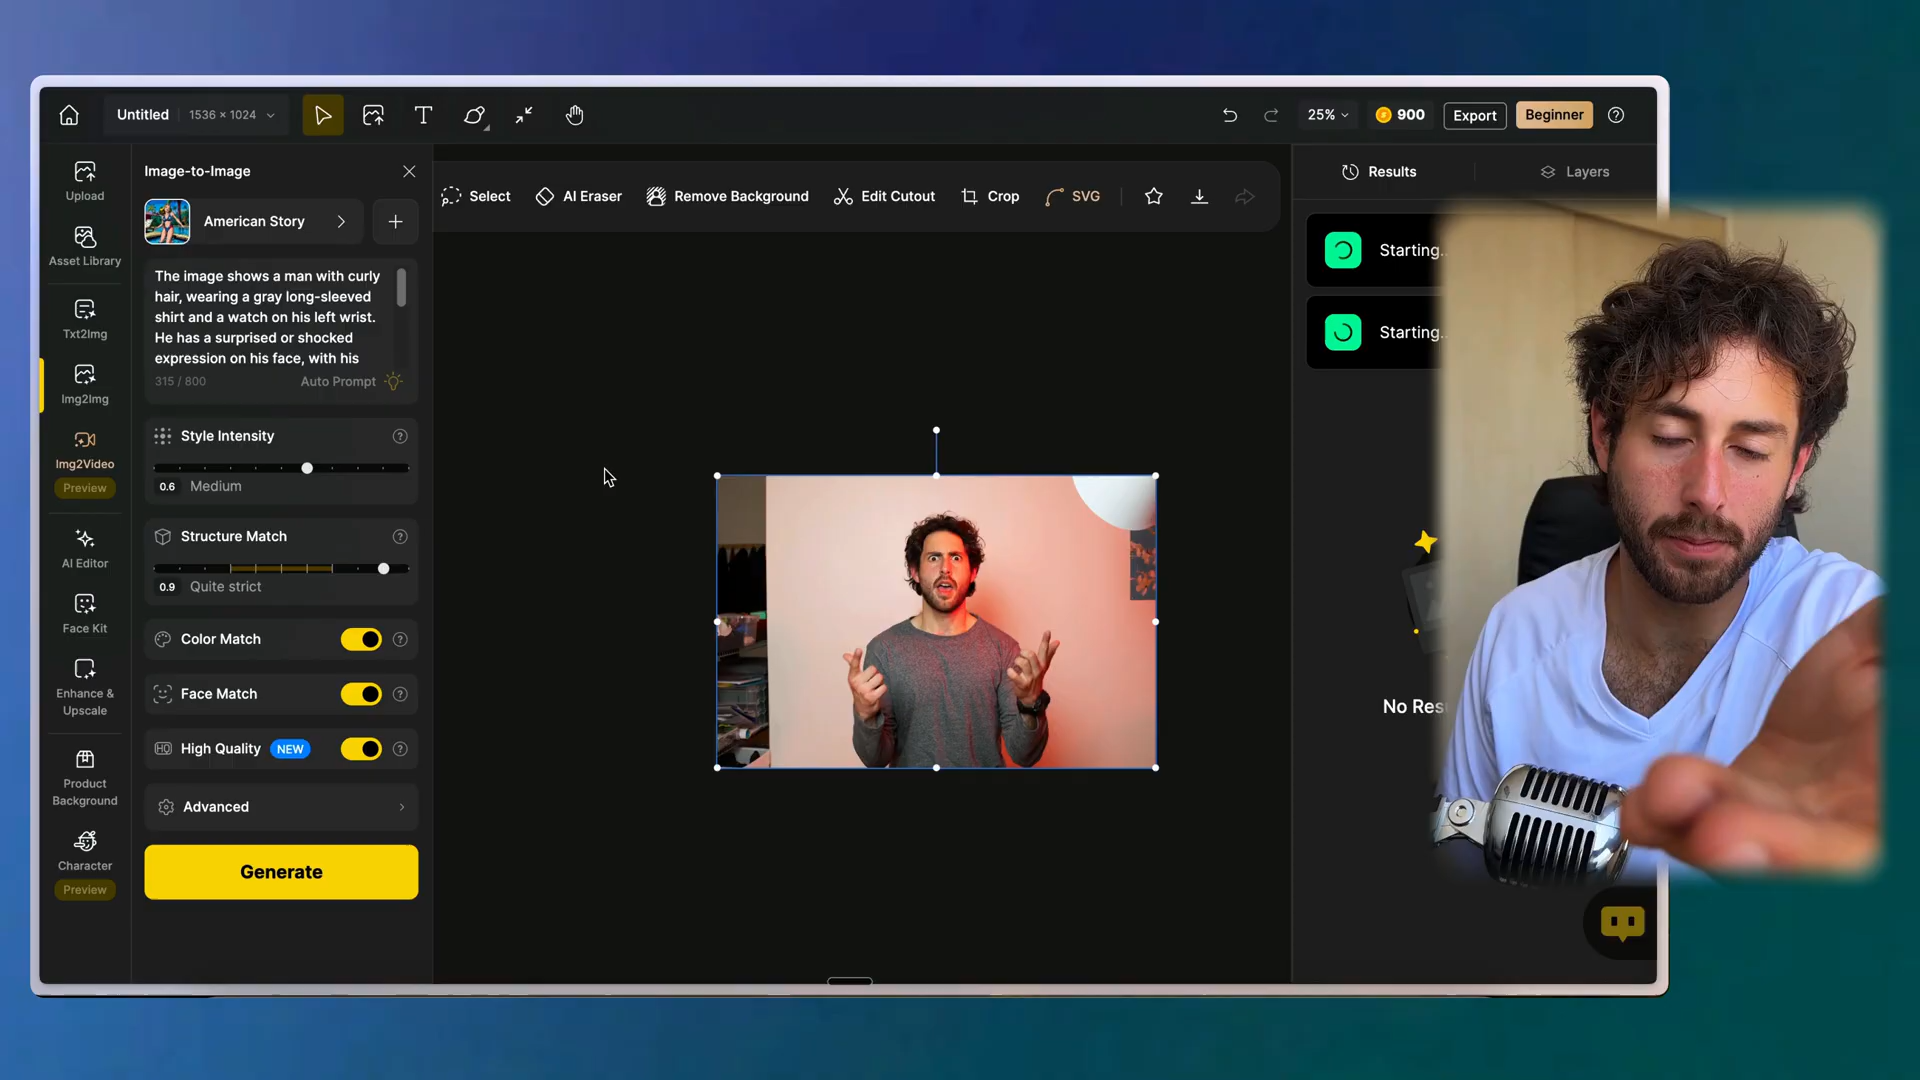 Untitled 1536 × 1024
25% 900 Export Beginner
Upload
Asset Library
Txt2Img
Img2Img
Img2Video
Preview
AI Editor
Face Kit
Enhance &
Upscale
Product
Background
Character
Preview
Image-to-Image
American Story
The image shows a man with curly
hair, wearing a gray long-sleeved
shirt and a watch on his left wrist.
He has a surprised or shocked
expression on his face, with his
315 / 800 Auto Prompt
Style Intensity
0.6 Medium
Structure Match
0.9 Quite strict
Color Match
Face Match
HQ High Quality NEW
Advanced
Generate
Select AI Eraser Remove Background Edit Cutout Crop SVG
Results Layers
Starting..
Starting..
No Res